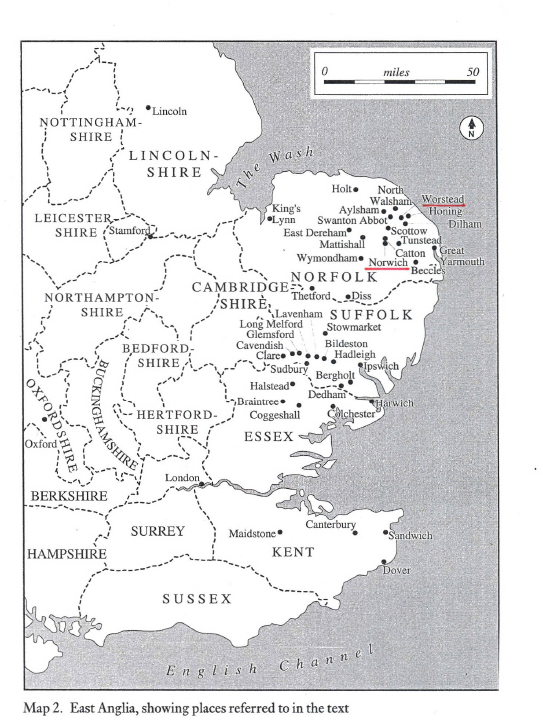 0 miles 50
N
Lincoln
NOTTINGHAM-
SHIRE
LINCOLN-
SHIRE
The Wash
Holt
North
Walsham
Worstead
Aylsham
Honing
King's
Lynn
Swanton Abbot
Dilham
LEICESTER
SHIRE
Stamford
Scottow
East Dereham
Tunstead
Mattishall
Catton
Great
Yarmouth
Wymondham
Norwich
Beccles
NORFOLK
CAMBRIDGE
SHIRE
Thetford
Diss
NORTHAMPTON-
SHIRE
SUFFOLK
Lavenham
Long Melford
Stowmarket
Glemsford
Cavendish
Bildeston
Clare
Hadleigh
BEDFORD-
SHIRE
Sudbury
Ipswich
Bergholt
Halstead
Dedham
BUCKINGHAMSHIRE
OXFORDSHIRE
Braintree
Harwich
HERTFORD-
SHIRE
Coggeshall
Colchester
Oxford
ESSEX
London
BERKSHIRE
SURREY
Canterbury
Maidstone
Sandwich
HAMPSHIRE
KENT
Dover
SUSSEX
English Channel
Map 2. East Anglia, showing places referred to in the text